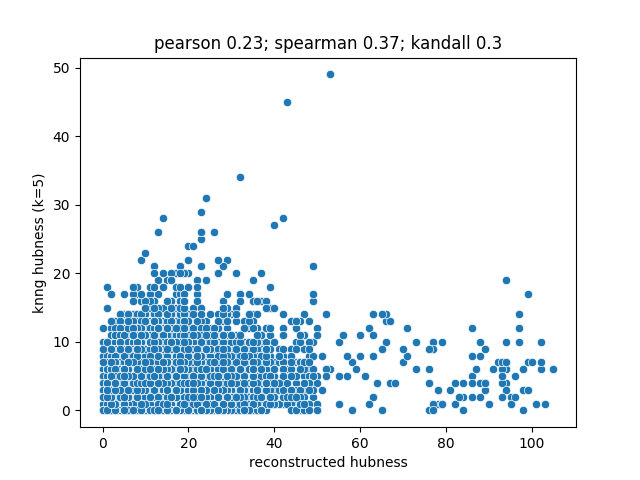 pearson 0.23; spearman 0.37; kandall 0.3
50
40
30
20
10
0
knng hubness (k=5)
0 20 40 60 80 100
reconstructed hubness